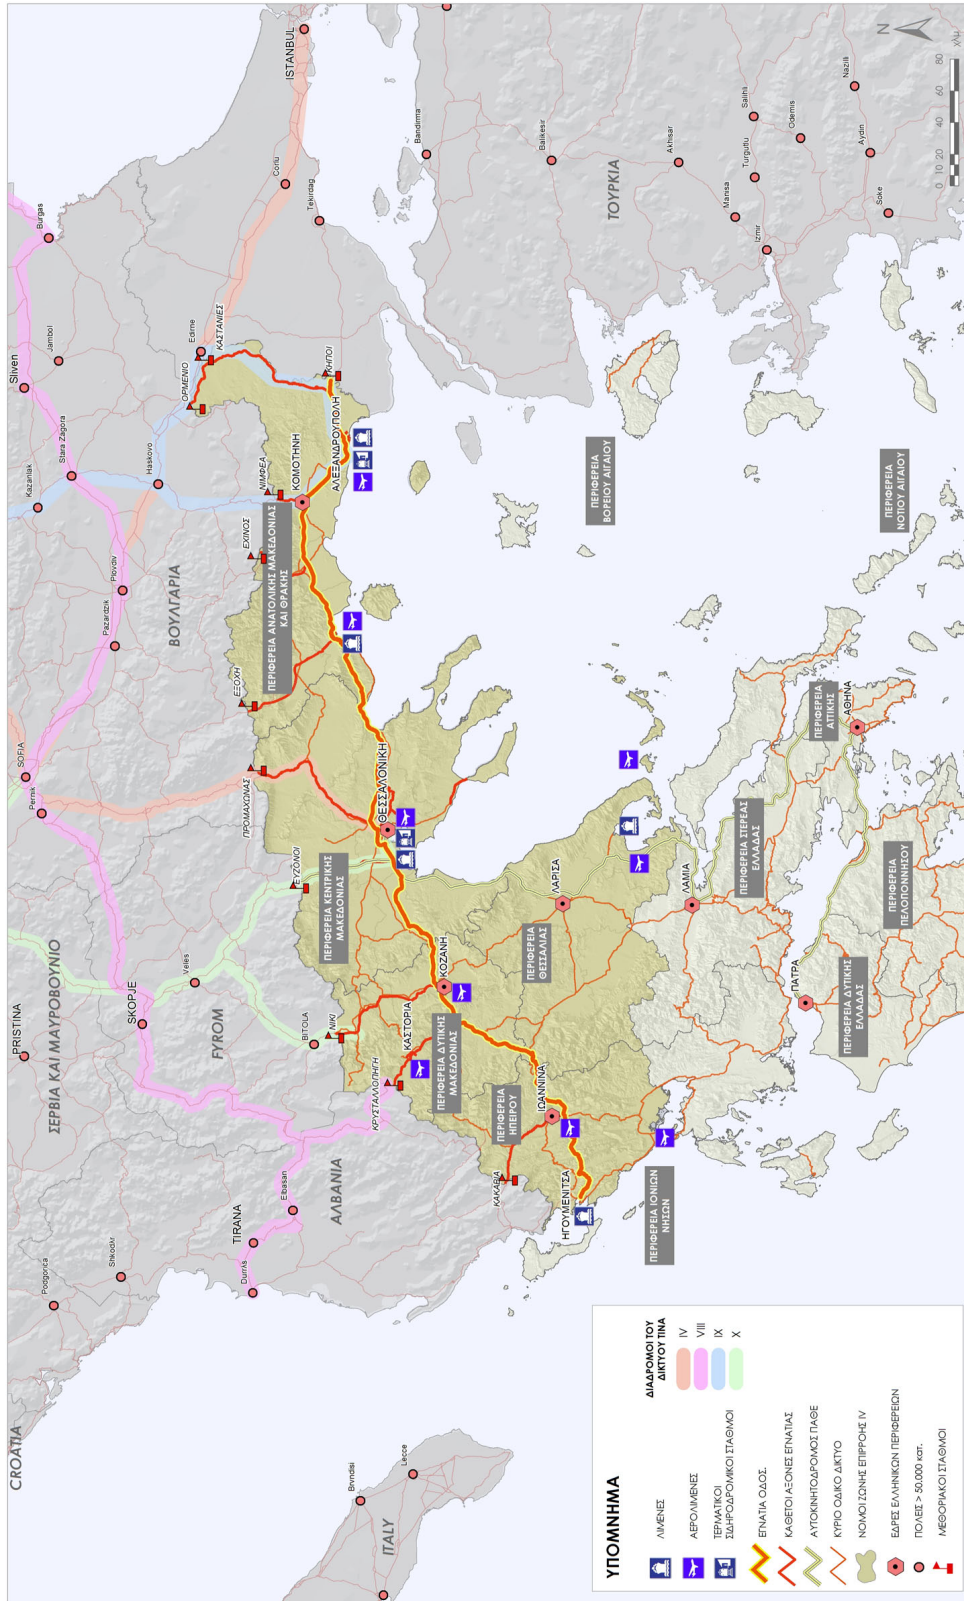 CROATIA
Podgorica
Shkodλr
PRISTINA
ΣΕΡΒΙΑ ΚΑΙ ΜΑΥΡΟΒΟΥΝΙΟ
SKOPJE
Veles
FYROM
BITOLA
TIRANA
Durrλs
Elbasan
ΑΛΒΑΝΙΑ
SOFIA
Pernik
Pazardzik
Plovdiv
ΒΟΥΛΓΑΡΙΑ
Kazanlak
Stara Zagora
Haskovo
Sliven
Jambol
Burgas
Edirne
Corlu
Tekirdag
ISTANBUL
Bandirma
Balikesir
Akhisar
Manisa
Turgutlu
Salihli
Izmir
Odemis
Nazilli
Aydin
Soke
ΤΟΥΡΚΙΑ
N
0 10 20 40 60 80
χλμ
ΟΡΜΕΝΙΟ
ΚΑΣΤΑΝΙΕΣ
ΚΗΠΟΙ
ΝΙΜΦΕΑ
ΕΧΙΝΟΣ
ΕΞΟΧΗ
ΠΡΟΜΑΧΩΝΑΣ
ΕΥΖΩΝΟΙ
ΝΙΚΙ
ΚΡΥΣΤΑΛΛΟΠΗΓΗ
ΚΑΚΑΒΙΑ
ΑΛΕΞΑΝΔΡΟΥΠΟΛΗ
ΚΟΜΟΤΗΝΗ
ΘΕΣΣΑΛΟΝΙΚΗ
ΚΟΖΑΝΗ
ΚΑΣΤΟΡΙΑ
ΙΩΑΝΝΙΝΑ
ΗΓΟΥΜΕΝΙΤΣΑ
ΛΑΡΙΣΑ
ΛΑΜΙΑ
ΠΑΤΡΑ
ΑΘΗΝΑ
ΠΕΡΙΦΕΡΕΙΑ ΑΝΑΤΟΛΙΚΗΣ ΜΑΚΕΔΟΝΙΑΣ
ΚΑΙ ΘΡΑΚΗΣ
ΠΕΡΙΦΕΡΕΙΑ ΚΕΝΤΡΙΚΗΣ
ΜΑΚΕΔΟΝΙΑΣ
ΠΕΡΙΦΕΡΕΙΑ ΔΥΤΙΚΗΣ
ΜΑΚΕΔΟΝΙΑΣ
ΠΕΡΙΦΕΡΕΙΑ
ΗΠΕΙΡΟΥ
ΠΕΡΙΦΕΡΕΙΑ
ΘΕΣΣΑΛΙΑΣ
ΠΕΡΙΦΕΡΕΙΑ ΙΟΝΙΩΝ
ΝΗΣΩΝ
ΠΕΡΙΦΕΡΕΙΑ ΣΤΕΡΕΑΣ
ΕΛΛΑΔΑΣ
ΠΕΡΙΦΕΡΕΙΑ
ΑΤΤΙΚΗΣ
ΠΕΡΙΦΕΡΕΙΑ ΔΥΤΙΚΗΣ
ΕΛΛΑΔΑΣ
ΠΕΡΙΦΕΡΕΙΑ
ΠΕΛΟΠΟΝΝΗΣΟΥ
ΠΕΡΙΦΕΡΕΙΑ
ΒΟΡΕΙΟΥ ΑΙΓΑΙΟΥ
ΠΕΡΙΦΕΡΕΙΑ
ΝΟΤΙΟΥ ΑΙΓΑΙΟΥ
Brindisi
Lecce
ITALY
ΥΠΟΜΝΗΜΑ
ΛΙΜΕΝΕΣ
ΑΕΡΟΛΙΜΕΝΕΣ
ΤΕΡΜΑΤΙΚΟΙ
ΣΙΔΗΡΟΔΡΟΜΙΚΟΙ ΣΤΑΘΜΟΙ
ΕΓΝΑΤΙΑ ΟΔΟΣ
ΚΑΘΕΤΟΙ ΑΞΟΝΕΣ ΕΓΝΑΤΙΑΣ
ΑΥΤΟΚΙΝΗΤΟΔΡΟΜΟΣ ΠΑΘΕ
ΚΥΡΙΟ ΟΔΙΚΟ ΔΙΚΤΥΟ
ΝΟΜΟΙ ΖΩΝΗΣ ΕΠΙΡΡΟΗΣ IV
ΕΔΡΕΣ ΕΛΛΗΝΙΚΩΝ ΠΕΡΙΦΕΡΕΙΩΝ
ΠΟΛΕΙΣ > 50.000 κατ.
ΜΕΘΟΡΙΑΚΟΙ ΣΤΑΘΜΟΙ
ΔΙΑΔΡΟΜΟΙ ΤΟΥ
ΔΙΚΤΥΟΥ ΤΙΝΑ
IV
VIII
IX
X